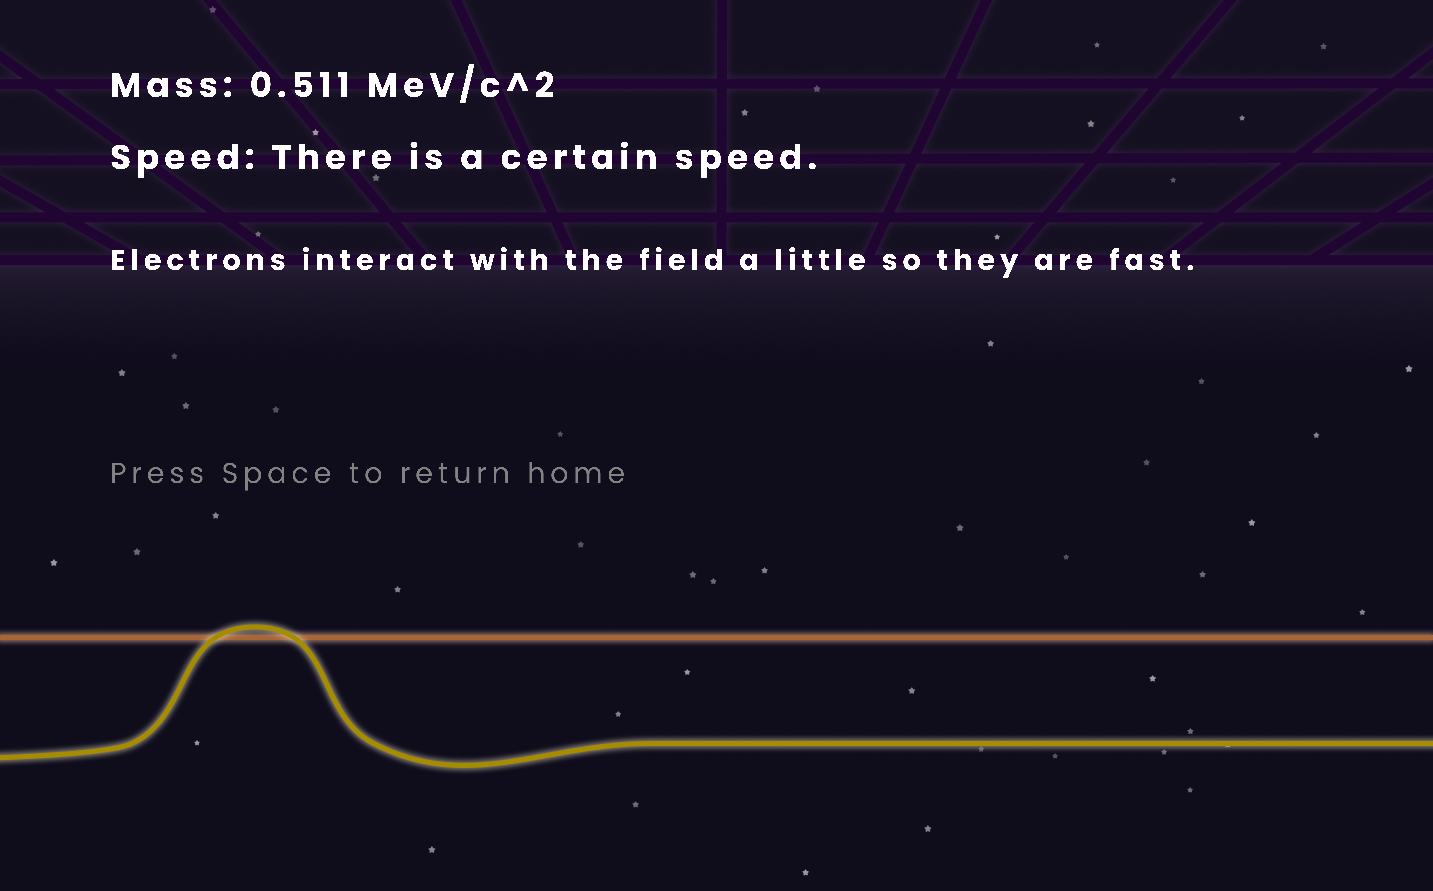 Mass: 0.511 MeV/c^2
Speed: There is a certain speed.
Electrons interact with the field a little so they are fast.
Press Space to return home